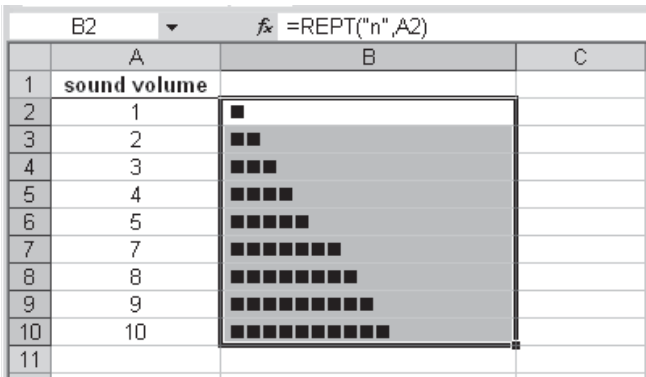 B2 fx =REPT("n",A2)
A B C
1 sound volume
2 1 ■
3 2 ■■
4 3 ■■■
5 4 ■■■■
6 5 ■■■■■
7 7 ■■■■■■■
8 8 ■■■■■■■■
9 9 ■■■■■■■■■
10 10 ■■■■■■■■■■
11